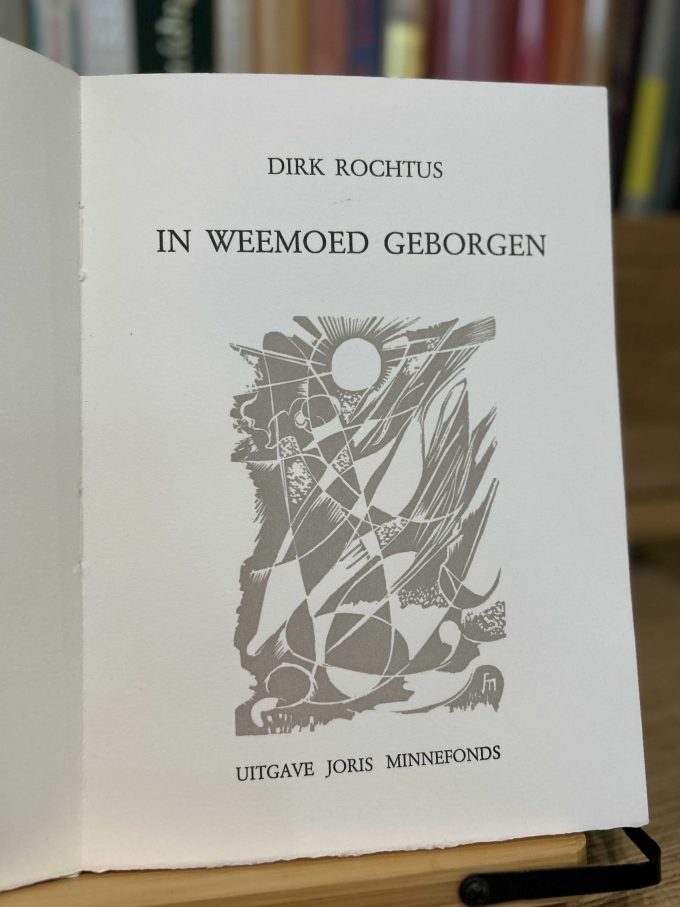 DIRK ROCHTUS
IN WEEMOED GEBORGEN
UITGAVE JORIS MINNEFONDS